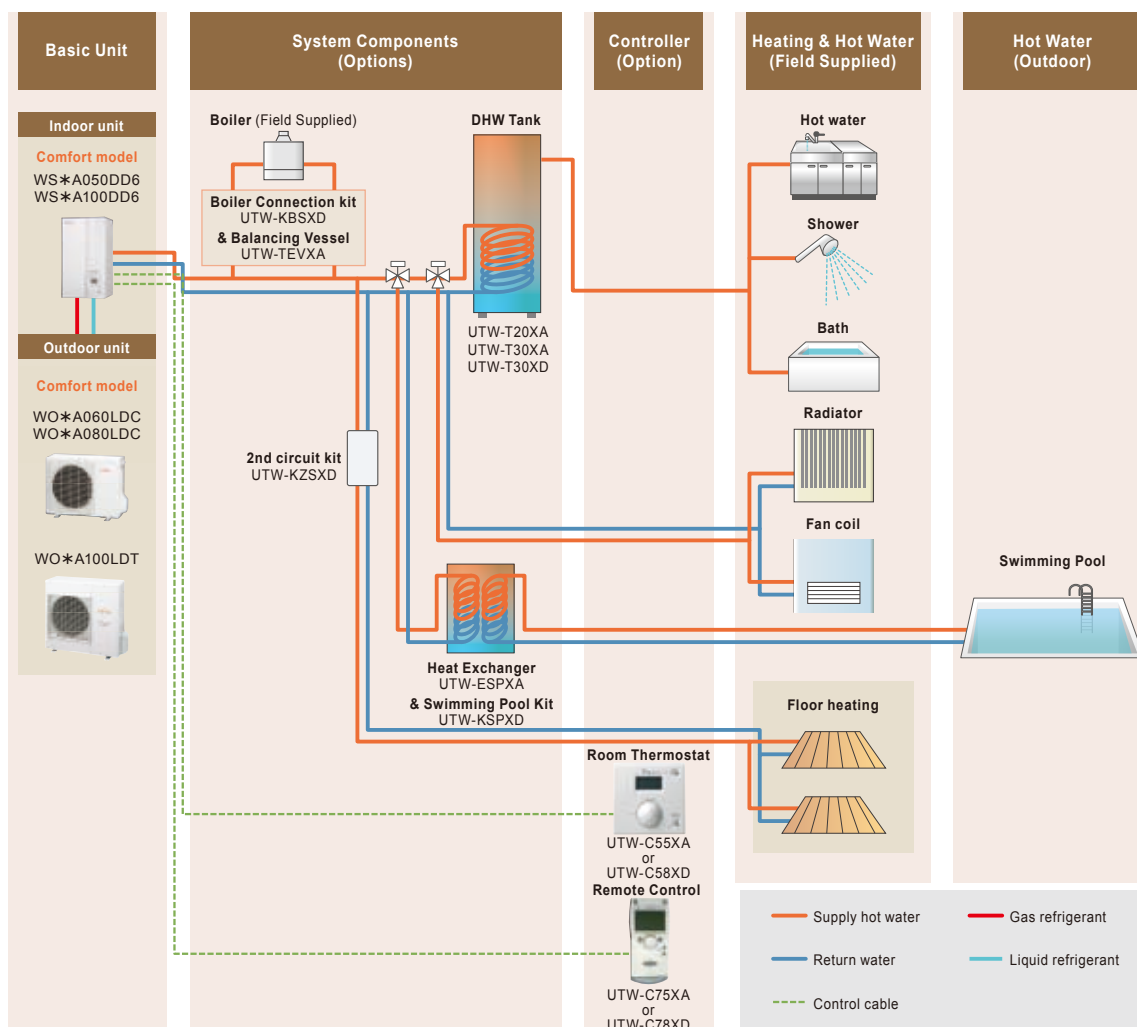 Basic Unit
System Components
(Options)
Controller
(Option)
Heating & Hot Water
(Field Supplied)
Hot Water
(Outdoor)
Indoor unit
Comfort model
WS*A050DD6
WS*A100DD6
Outdoor unit
Comfort model
WO*A060LDC
WO*A080LDC
WO*A100LDT
Boiler (Field Supplied)
Boiler Connection kit
UTW-KBSXD
& Balancing Vessel
UTW-TEVXA
DHW Tank
UTW-T20XA
UTW-T30XA
UTW-T30XD
2nd circuit kit
UTW-KZSXD
Heat Exchanger
UTW-ESPXA
& Swimming Pool Kit
UTW-KSPXD
Room Thermostat
UTW-C55XA
or
UTW-C58XD
Remote Control
UTW-C75XA
or
UTW-C78XD
Hot water
Shower
Bath
Radiator
Fan coil
Floor heating
Swimming Pool
Supply hot water
Gas refrigerant
Return water
Liquid refrigerant
Control cable